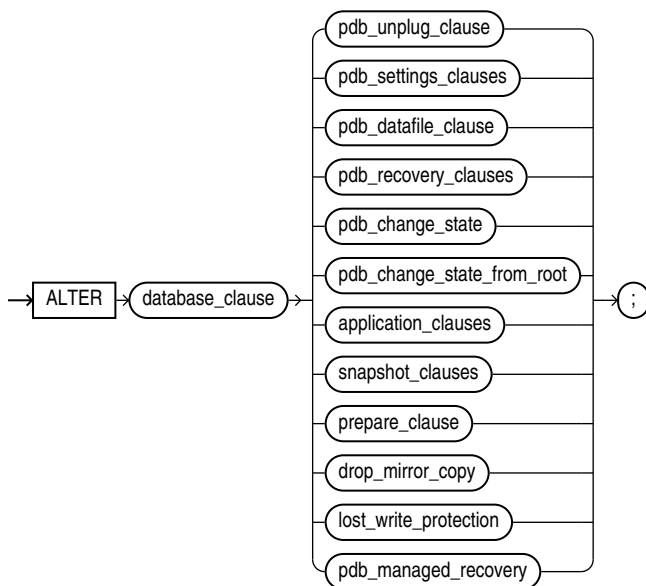 pdb_unplug_clause
pdb_settings_clauses
pdb_datafile_clause
pdb_recovery_clauses
pdb_change_state
pdb_change_state_from_root
ALTER database_clause ;
application_clauses
snapshot_clauses
prepare_clause
drop_mirror_copy
lost_write_protection
pdb_managed_recovery